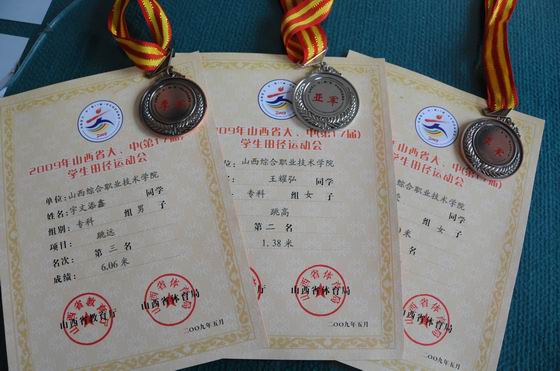 2009年山西省大、中(第17届)
学生田径运动会
单位:山西综合职业技术学院
姓名:宇文添鑫 同学
组别:专科 组 男 子
项目: 跳远
名次: 第三名
成绩: 6.06米
山西省教育厅 山西省体育局
二〇〇九年五月
亚军
2009年山西省大、中(第17届)
学生田径运动会
山西综合职业技术学院
王耀弘 同学
专科 组 女 子
跳高
第二名
1.38米
山西省体育局
二〇〇九年五月
季军
2009年山西省大、中(第17届)
学生田径运动会
山西综合职业技术学院
同学
组 女 子
米
山西省体育局
二〇〇九年五月